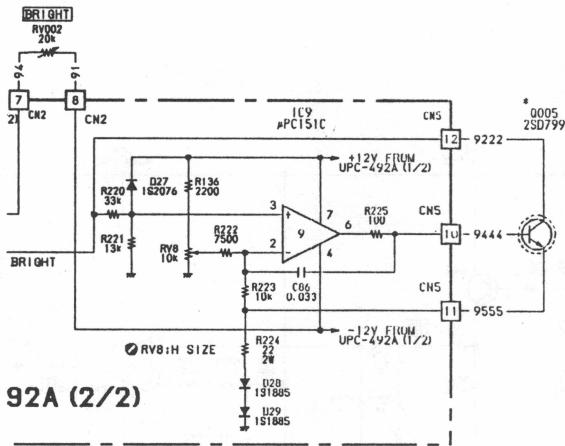 BRIGHT
RV002
20k
94
91
7
8
2)
CN2
CN2
IC9
μPC151C
CN5
*
Q005
2SD799
12
9222
+12V FROM
UPC-492A (1/2)
D27
1S2076
R136
2200
R220
33k
3
+
7
R225
100
CN5
9
6
10
9444
R221
13k
R222
7500
RV8
10k
2
-
4
BRIGHT
C86
0.033
R223
10k
CN5
11
9555
-12V FROM
UPC-492A (1/2)
RV8:H SIZE
R224
22
2W
D28
1S1885
92A (2/2)
D29
1S1885